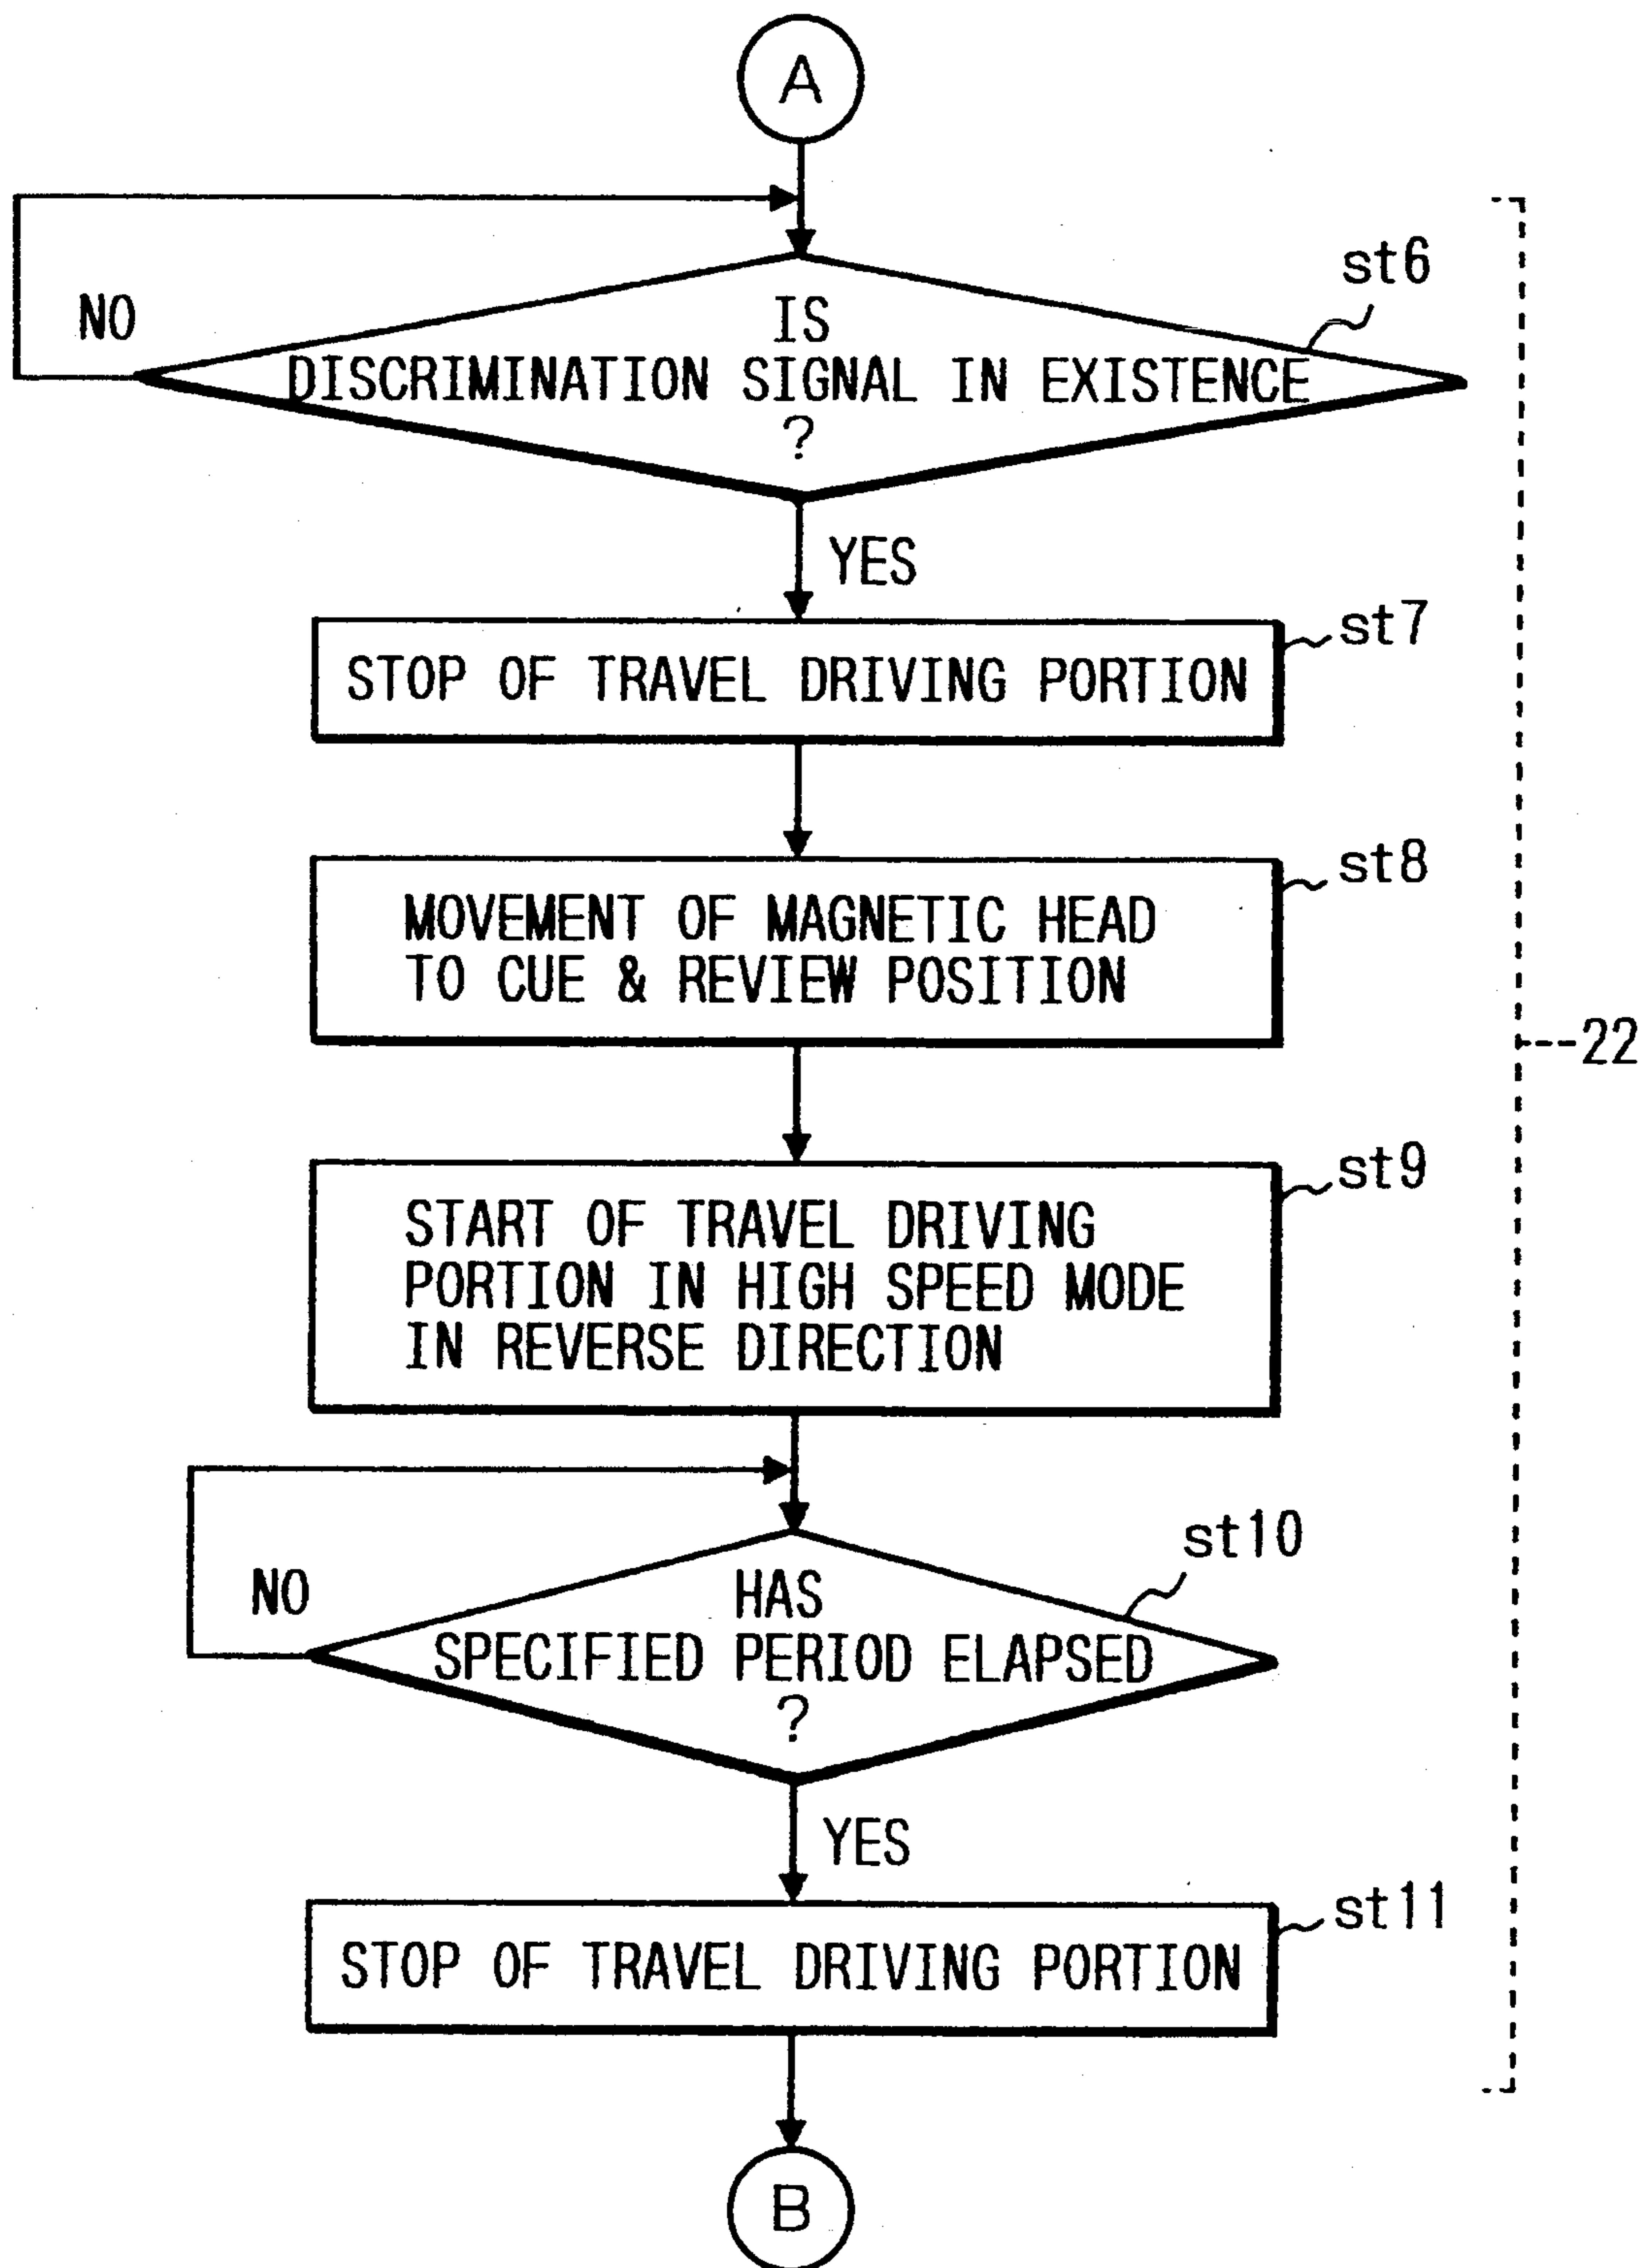 A
st6
NO
IS
DISCRIMINATION SIGNAL IN EXISTENCE
?
YES
st7
STOP OF TRAVEL DRIVING PORTION
st8
MOVEMENT OF MAGNETIC HEAD
TO CUE & REVIEW POSITION
22
st9
START OF TRAVEL DRIVING
PORTION IN HIGH SPEED MODE
IN REVERSE DIRECTION
st10
NO
HAS
SPECIFIED PERIOD ELAPSED
?
YES
st11
STOP OF TRAVEL DRIVING PORTION
B